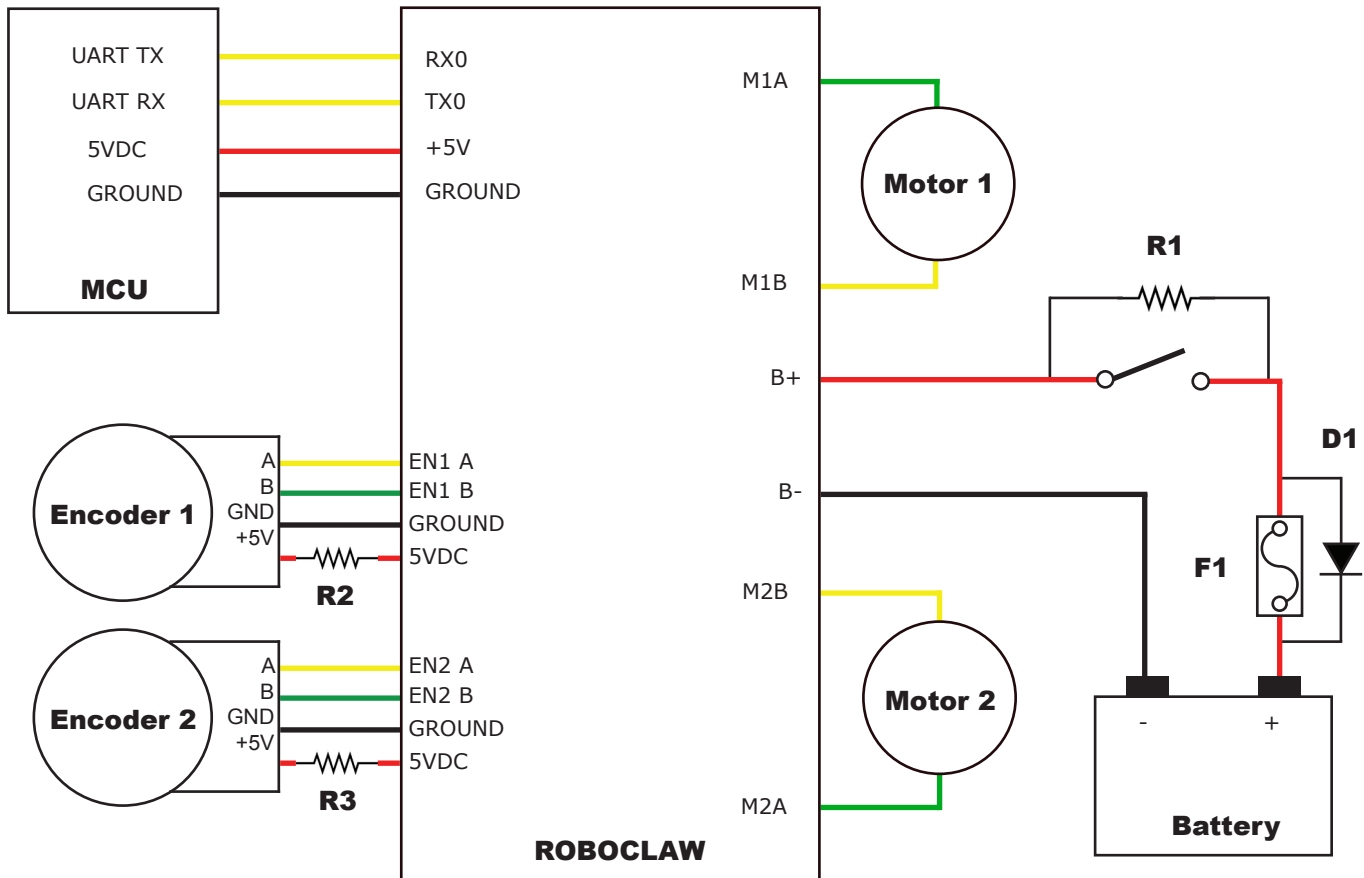 UART TX
UART RX
5VDC
GROUND
MCU
RX0
TX0
+5V
GROUND
M1A
M1B
Motor 1
R1
B+
B-
D1
F1
A
B
GND
+5V
Encoder 1
R2
EN1 A
EN1 B
GROUND
5VDC
A
B
GND
+5V
Encoder 2
R3
EN2 A
EN2 B
GROUND
5VDC
M2B
M2A
Motor 2
- +
Battery
ROBOCLAW